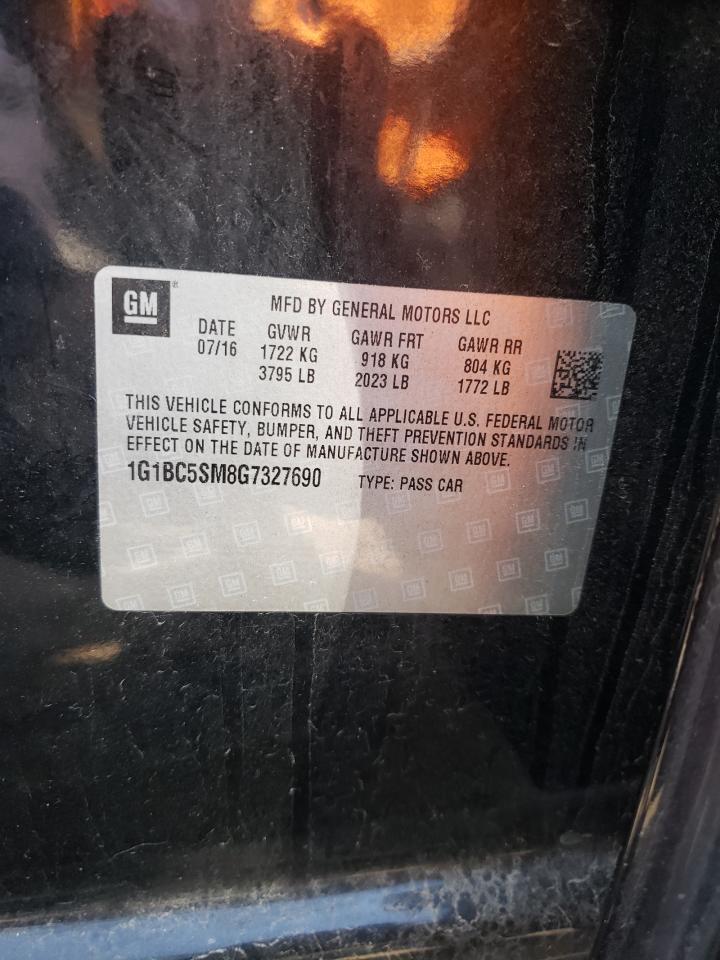 GM ®
MFD BY GENERAL MOTORS LLC
DATE GVWR GAWR FRT GAWR RR
07/16 1722 KG 918 KG 804 KG
3795 LB 2023 LB 1772 LB
THIS VEHICLE CONFORMS TO ALL APPLICABLE U.S. FEDERAL MOTOR
VEHICLE SAFETY, BUMPER, AND THEFT PREVENTION STANDARDS IN
EFFECT ON THE DATE OF MANUFACTURE SHOWN ABOVE.
1G1BC5SM8G7327690 TYPE: PASS CAR